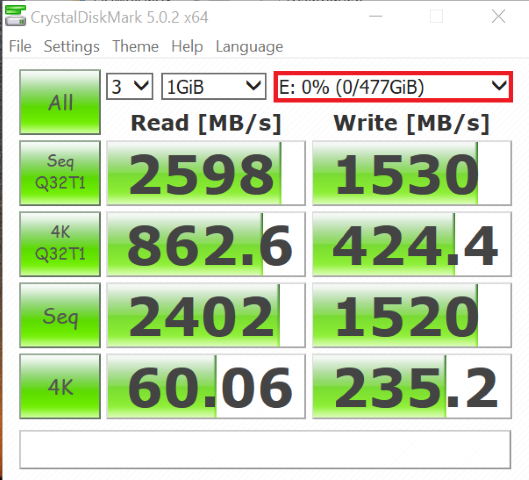 CrystalDiskMark 5.0.2 x64
File Settings Theme Help Language
All 3 1GiB E: 0% (0/477GiB)
Read [MB/s] Write [MB/s]
Seq
Q32T1 2598 1530
4K
Q32T1 862.6 424.4
Seq 2402 1520
4K 60.06 235.2